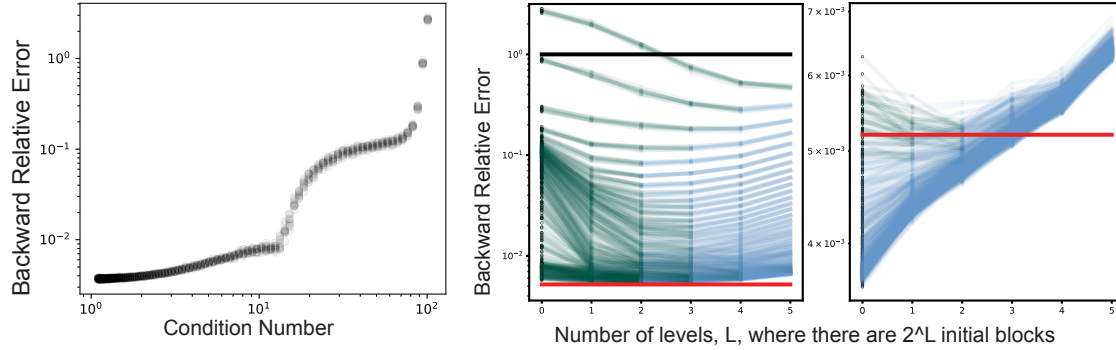 Backward Relative Error
10^0
10^-1
10^-2
10^0
10^1
10^2
Condition Number
Backward Relative Error
10^0
10^-1
10^-2
0 1 2 3 4 5
7 × 10^-3
6 × 10^-3
5 × 10^-3
4 × 10^-3
0 1 2 3 4 5
Number of levels, L, where there are 2^L initial blocks